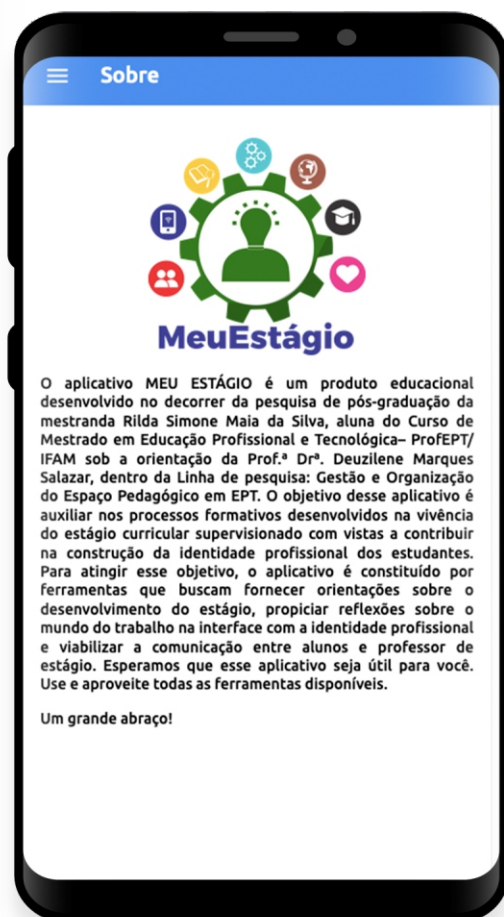 Sobre
MeuEstágio
O aplicativo MEU ESTÁGIO é um produto educacional
desenvolvido no decorrer da pesquisa de pós-graduação da
mestranda Rilda Simone Maia da Silva, aluna do Curso de
Mestrado em Educação Profissional e Tecnológica– ProfEPT/
IFAM sob a orientação da Prof.ª Drª. Deuzilene Marques
Salazar, dentro da Linha de pesquisa: Gestão e Organização
do Espaço Pedagógico em EPT. O objetivo desse aplicativo é
auxiliar nos processos formativos desenvolvidos na vivência
do estágio curricular supervisionado com vistas a contribuir
na construção da identidade profissional dos estudantes.
Para atingir esse objetivo, o aplicativo é constituído por
ferramentas que buscam fornecer orientações sobre o
desenvolvimento do estágio, propiciar reflexões sobre o
mundo do trabalho na interface com a identidade profissional
e viabilizar a comunicação entre alunos e professor de
estágio. Esperamos que esse aplicativo seja útil para você.
Use e aproveite todas as ferramentas disponíveis.
Um grande abraço!